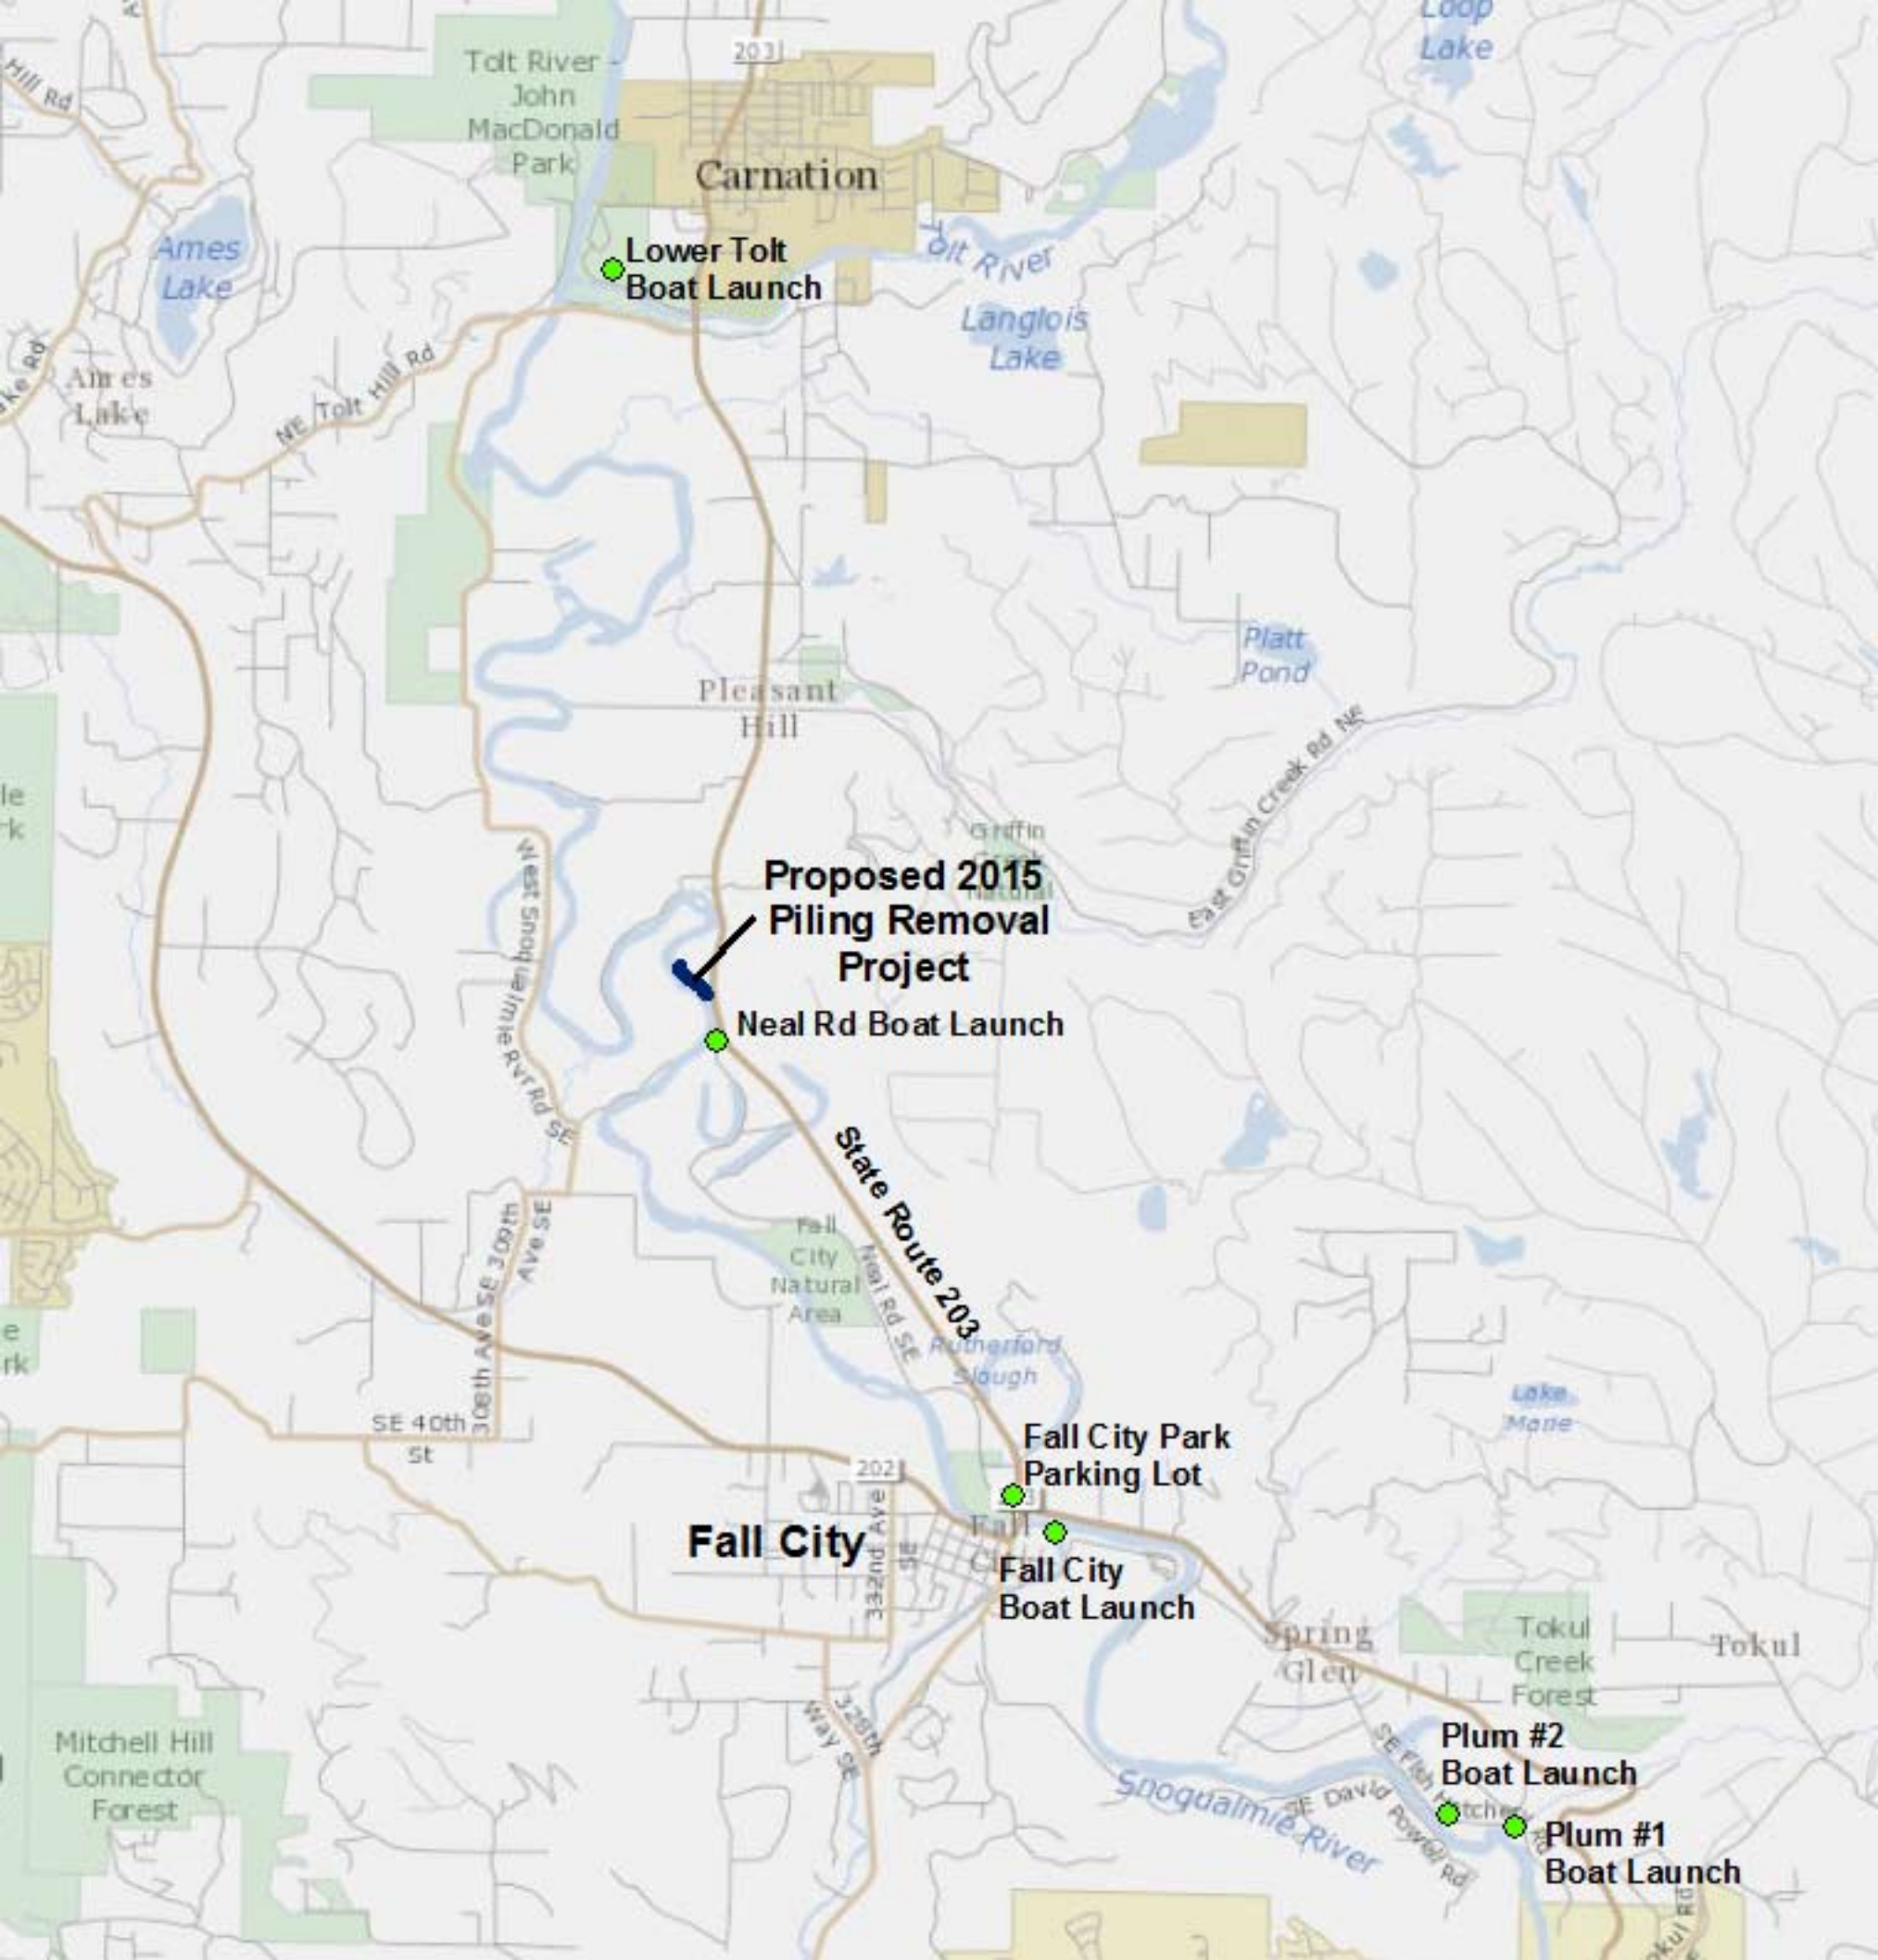 Loop
Lake
Hill Rd
Tolt River -
John
MacDonald
Park
203
Carnation
Ames
Lake
Lower Tolt
Boat Launch
Tolt River
Langlois
Lake
Ames
Lake
NE Tolt Hill Rd
Platt
Pond
Pleasant
Hill
East Griffin Creek Rd NE
Griffin
Natural
Proposed 2015
Piling Removal
Project
West Snoqualmie Rvr Rd SE
Neal Rd Boat Launch
State Route 203
308th Ave SE 309th
Ave SE
Fall
City
Natural
Area
Neal Rd SE
Rutherford
Slough
Lake
Marie
SE 40th
St
Fall City Park
Parking Lot
202
332nd Ave
SE
Fall City
Fall
Fall City
Boat Launch
Spring
Glen
Tokul
Creek
Forest
Tokul
328th
Way SE
Mitchell Hill
Connector
Forest
Plum #2
Boat Launch
SE Fish Hatchery Rd
SE David Powell Rd
Snoqualmie River
Plum #1
Boat Launch